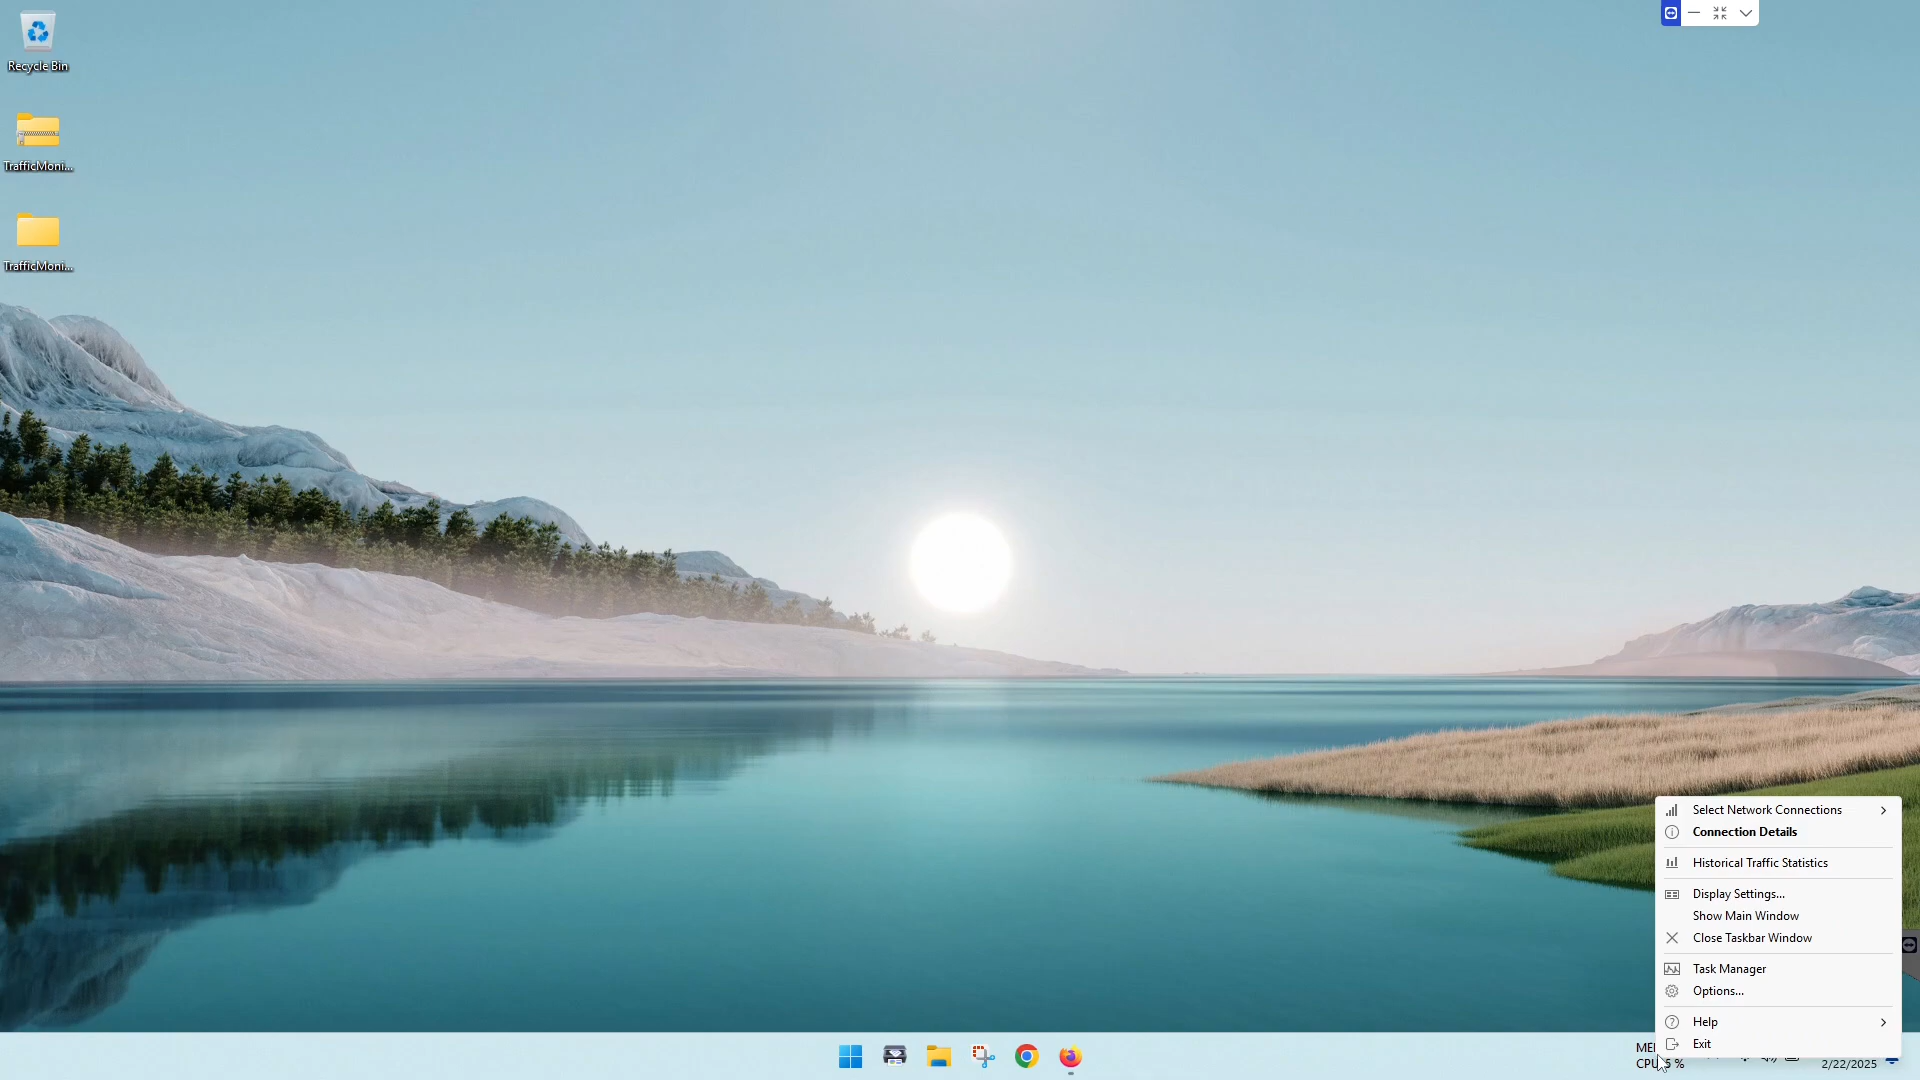 Recycle Bin
TrafficMoni...
TrafficMoni...
Select Network Connections
Connection Details
Historical Traffic Statistics
Display Settings...
Show Main Window
Close Taskbar Window
Task Manager
Options...
Help
Exit
CPU: 5 %
2/22/2025